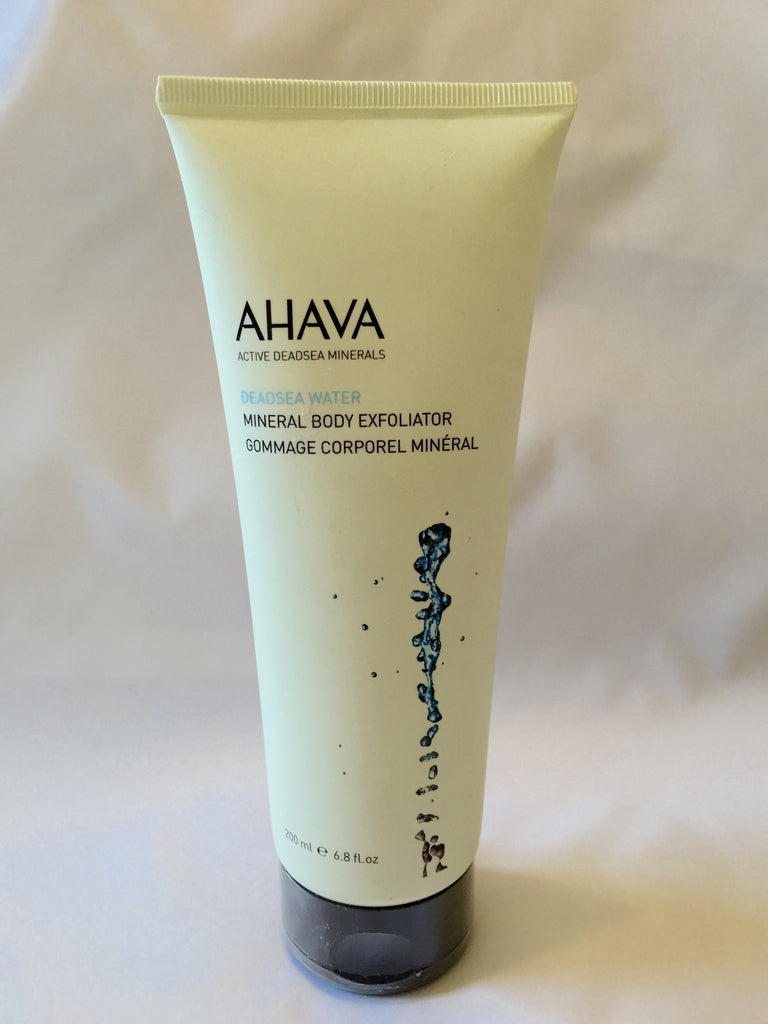 AHAVA
ACTIVE DEADSEA MINERALS
DEADSEA WATER
MINERAL BODY EXFOLIATOR
GOMMAGE CORPOREL MINÉRAL
200 ml ℮ 6.8 fl.oz